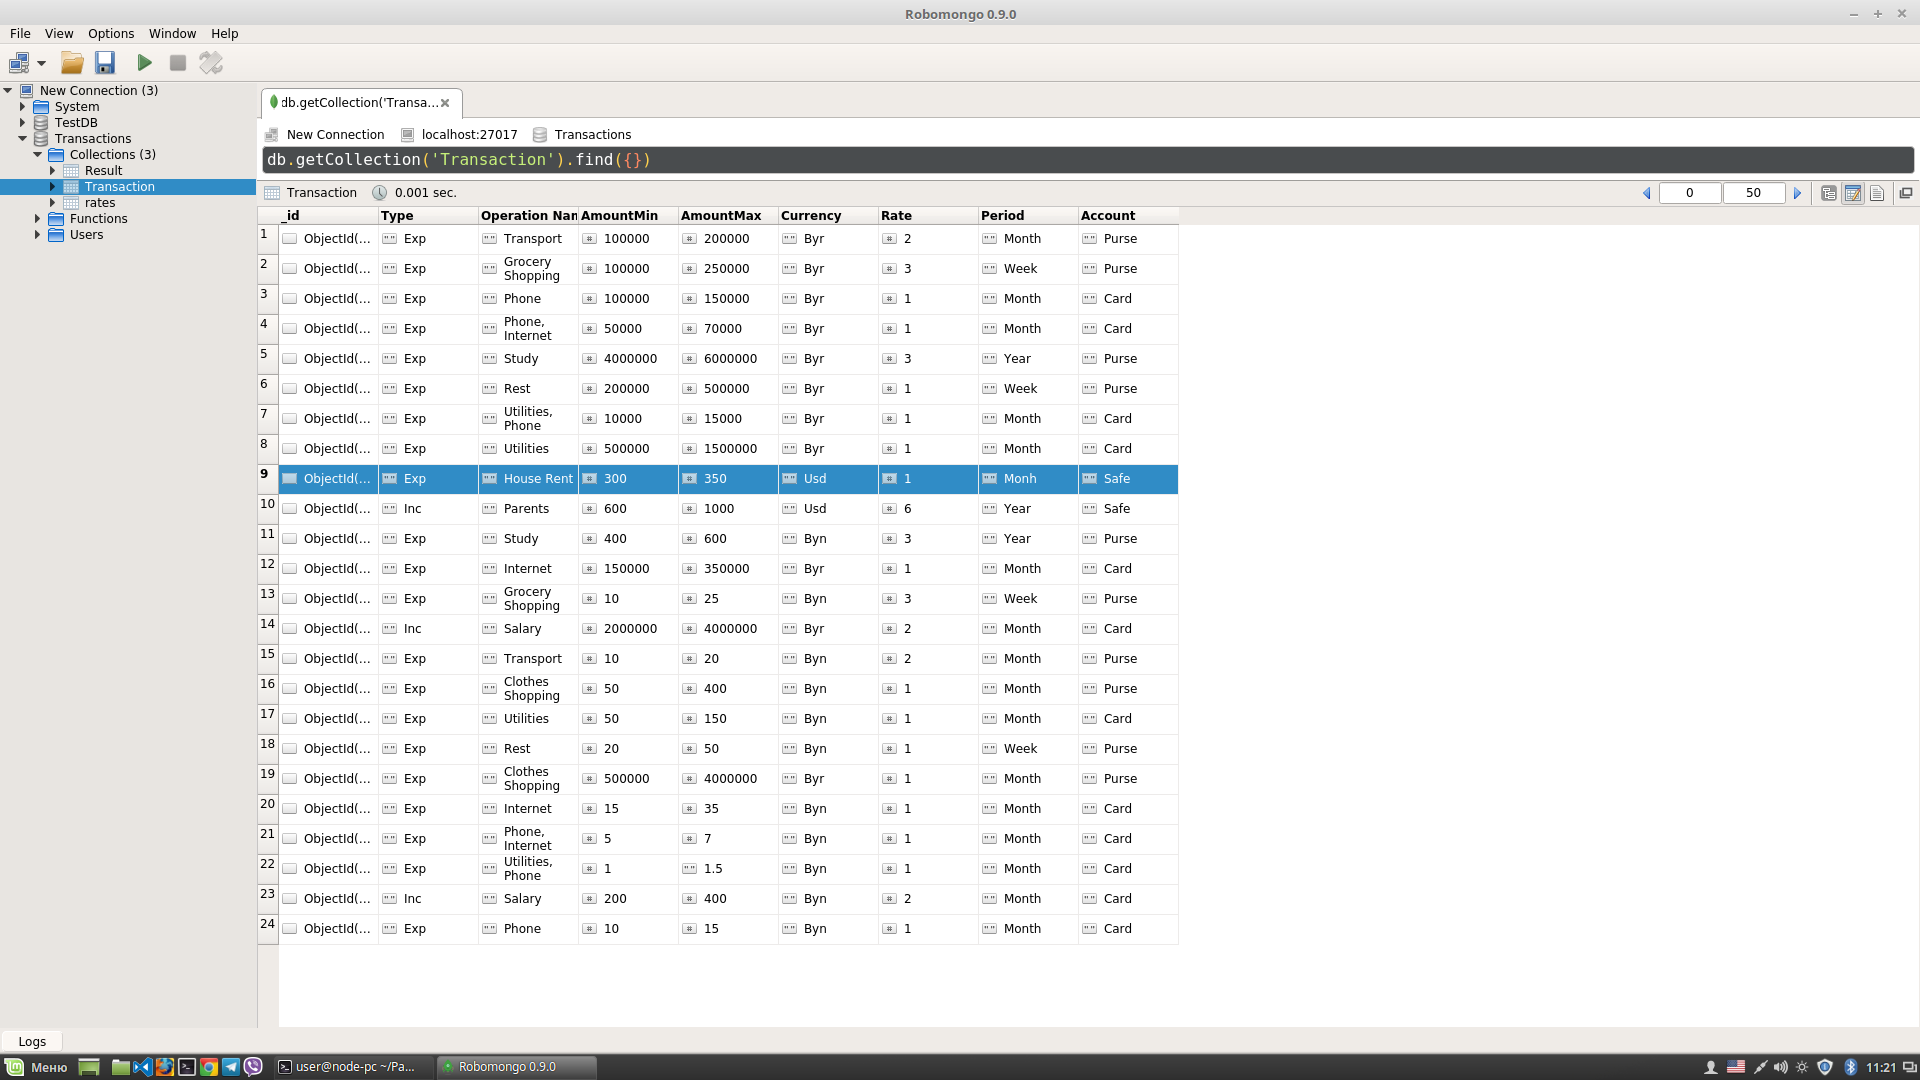 Robomongo 0.9.0
File View Options Window Help
New Connection (3)
System
TestDB
Transactions
Collections (3)
Result
Transaction
rates
Functions
Users
db.getCollection('Transa...
New Connection localhost:27017 Transactions
db.getCollection('Transaction').find({})
Transaction 0.001 sec. 0 50
_id Type Operation Nan AmountMin AmountMax Currency Rate Period Account
1 ObjectId(... Exp Transport 100000 200000 Byr 2 Month Purse
2 ObjectId(... Exp Grocery Shopping 100000 250000 Byr 3 Week Purse
3 ObjectId(... Exp Phone 100000 150000 Byr 1 Month Card
4 ObjectId(... Exp Phone, Internet 50000 70000 Byr 1 Month Card
5 ObjectId(... Exp Study 4000000 6000000 Byr 3 Year Purse
6 ObjectId(... Exp Rest 200000 500000 Byr 1 Week Purse
7 ObjectId(... Exp Utilities, Phone 10000 15000 Byr 1 Month Card
8 ObjectId(... Exp Utilities 500000 1500000 Byr 1 Month Card
9 ObjectId(... Exp House Rent 300 350 Usd 1 Monh Safe
10 ObjectId(... Inc Parents 600 1000 Usd 6 Year Safe
11 ObjectId(... Exp Study 400 600 Byn 3 Year Purse
12 ObjectId(... Exp Internet 150000 350000 Byr 1 Month Card
13 ObjectId(... Exp Grocery Shopping 10 25 Byn 3 Week Purse
14 ObjectId(... Inc Salary 2000000 4000000 Byr 2 Month Card
15 ObjectId(... Exp Transport 10 20 Byn 2 Month Purse
16 ObjectId(... Exp Clothes Shopping 50 400 Byn 1 Month Purse
17 ObjectId(... Exp Utilities 50 150 Byn 1 Month Card
18 ObjectId(... Exp Rest 20 50 Byn 1 Week Purse
19 ObjectId(... Exp Clothes Shopping 500000 4000000 Byr 1 Month Purse
20 ObjectId(... Exp Internet 15 35 Byn 1 Month Card
21 ObjectId(... Exp Phone, Internet 5 7 Byn 1 Month Card
22 ObjectId(... Exp Utilities, Phone 1 1.5 Byn 1 Month Card
23 ObjectId(... Inc Salary 200 400 Byn 2 Month Card
24 ObjectId(... Exp Phone 10 15 Byn 1 Month Card
Logs
Меню user@node-pc ~/Pa... Robomongo 0.9.0 11:21